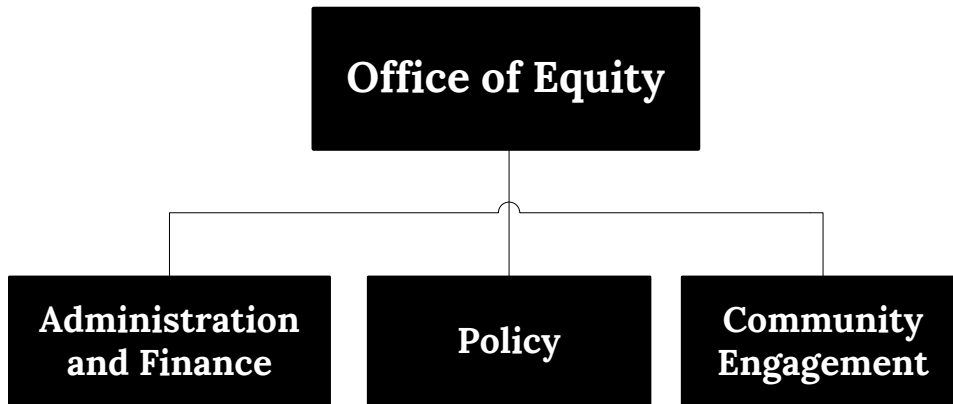 Office of Equity
Administration
and Finance
Policy
Community
Engagement